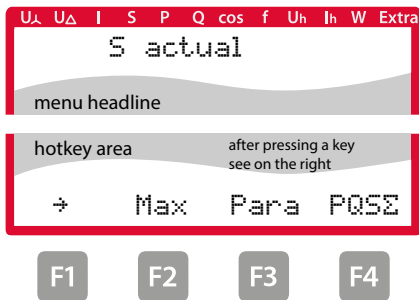 U⅄ U△ I S P Q cos f Uh Ih W Extra
S actual
menu headline
hotkey area
after pressing a key
see on the right
→ Max Para PQSΣ
F1 F2 F3 F4